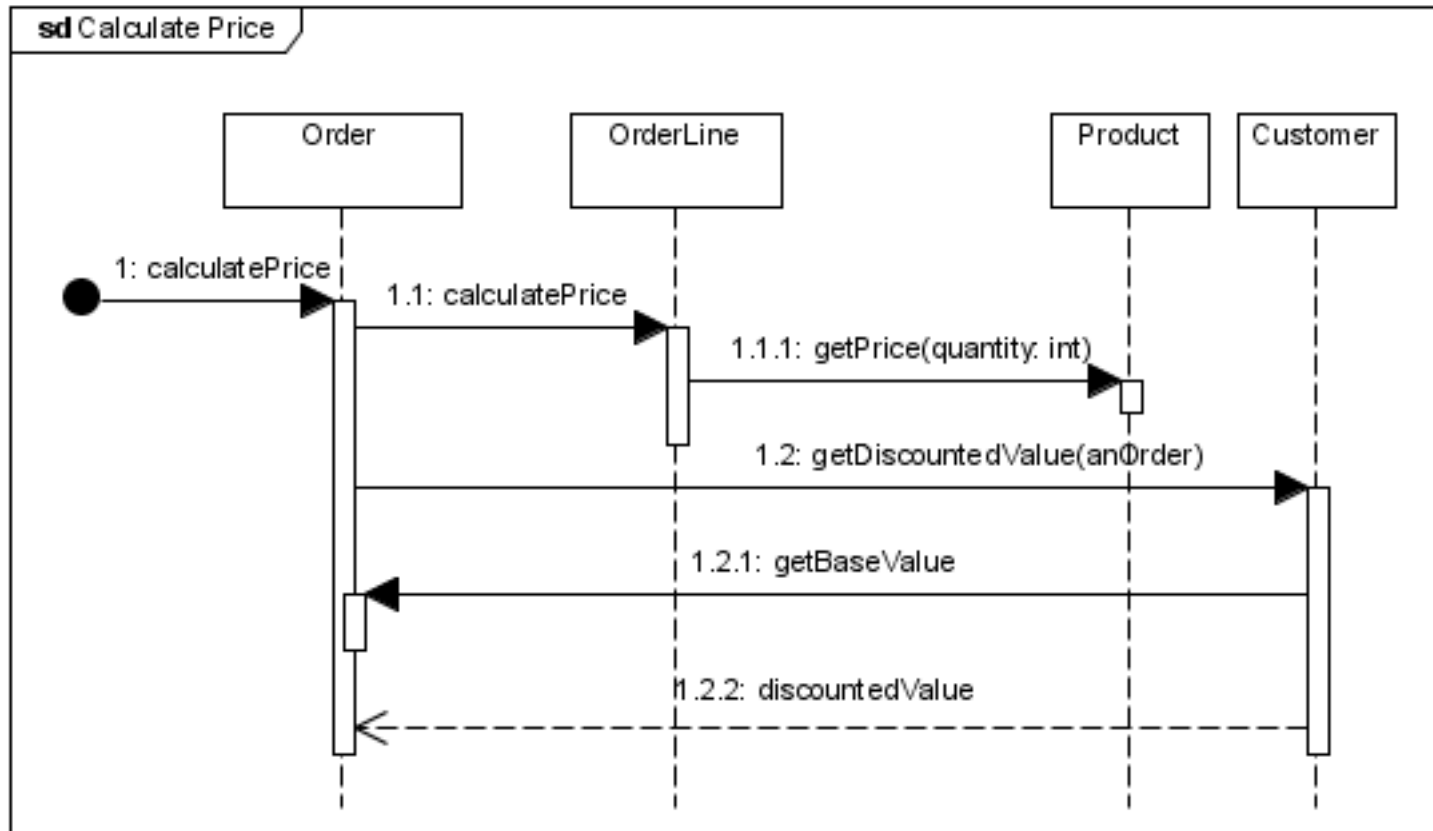 sd Calculate Price
Order
OrderLine
Product
Customer
1: calculatePrice
1.1: calculatePrice
1.1.1: getPrice(quantity: int)
1.2: getDiscountedValue(anOrder)
1.2.1: getBaseValue
1.2.2: discountedValue